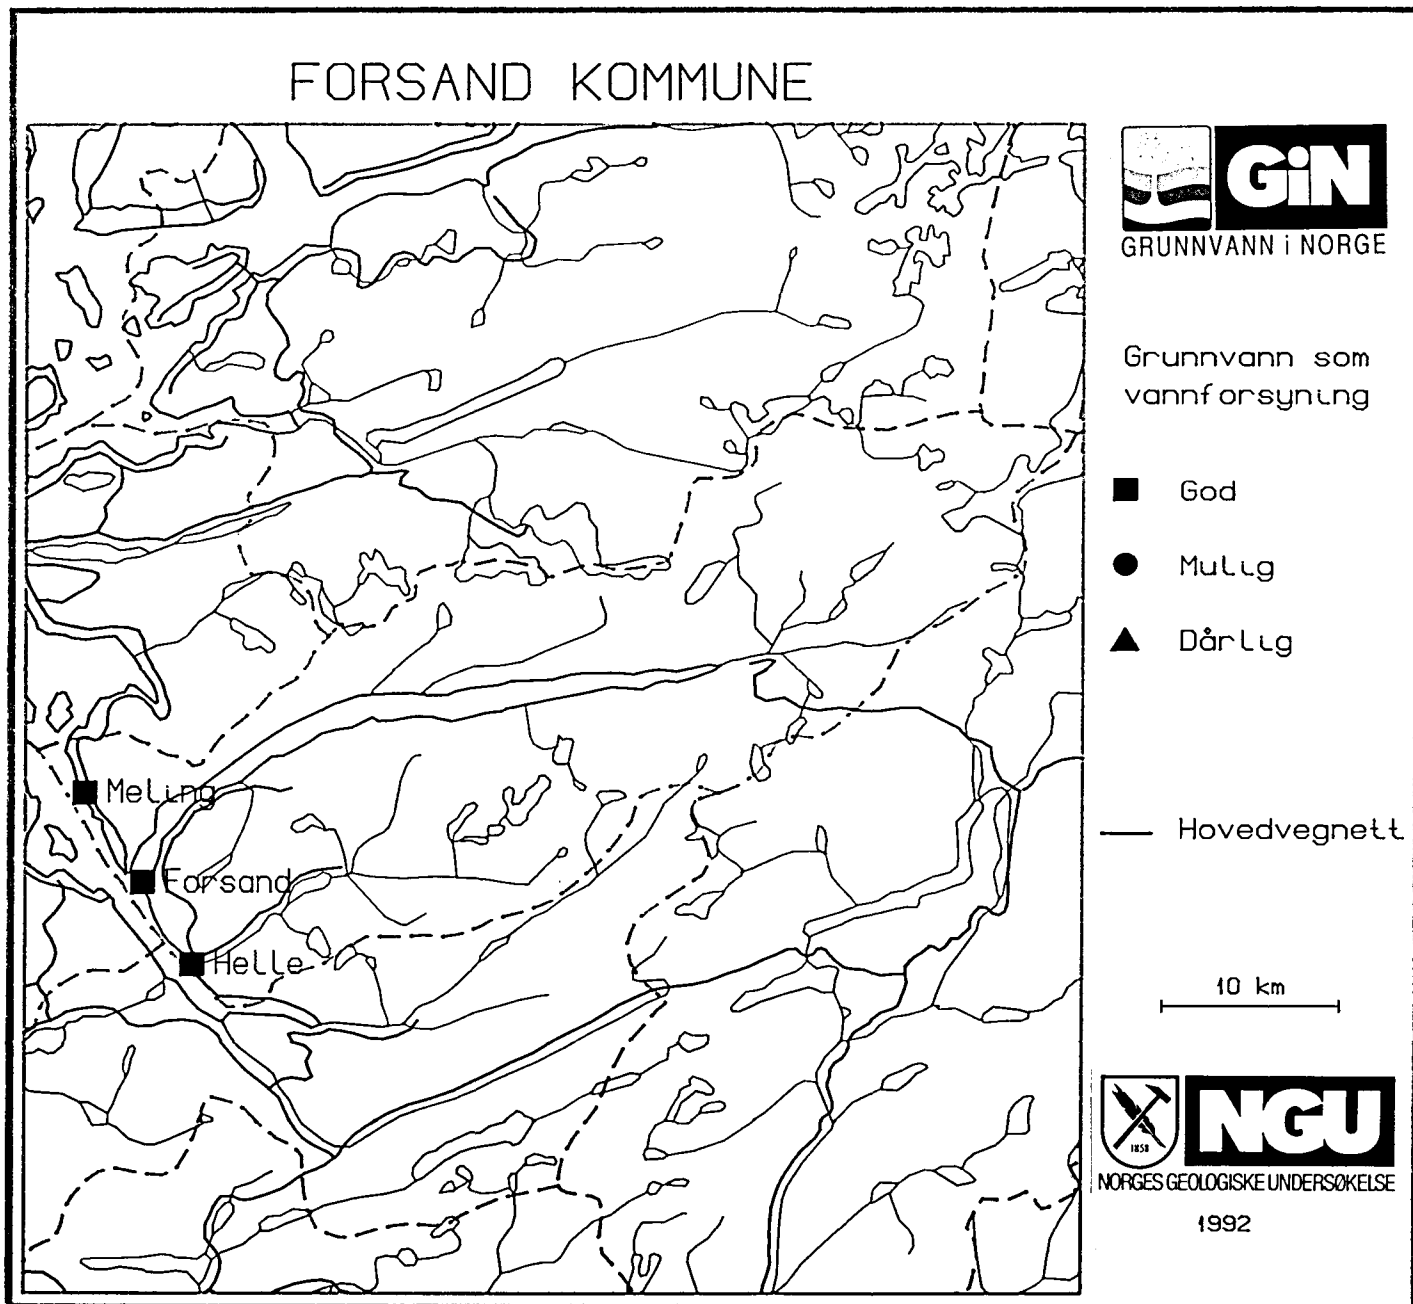 FORSAND KOMMUNE
GiN
GRUNNVANN i NORGE
Grunnvann som
vannforsyning
God
Mulig
Dårlig
Meling
Hovedvegnett
Forsand
Helle
10 km
1858
NGU
NORGES GEOLOGISKE UNDERSØKELSE
1992